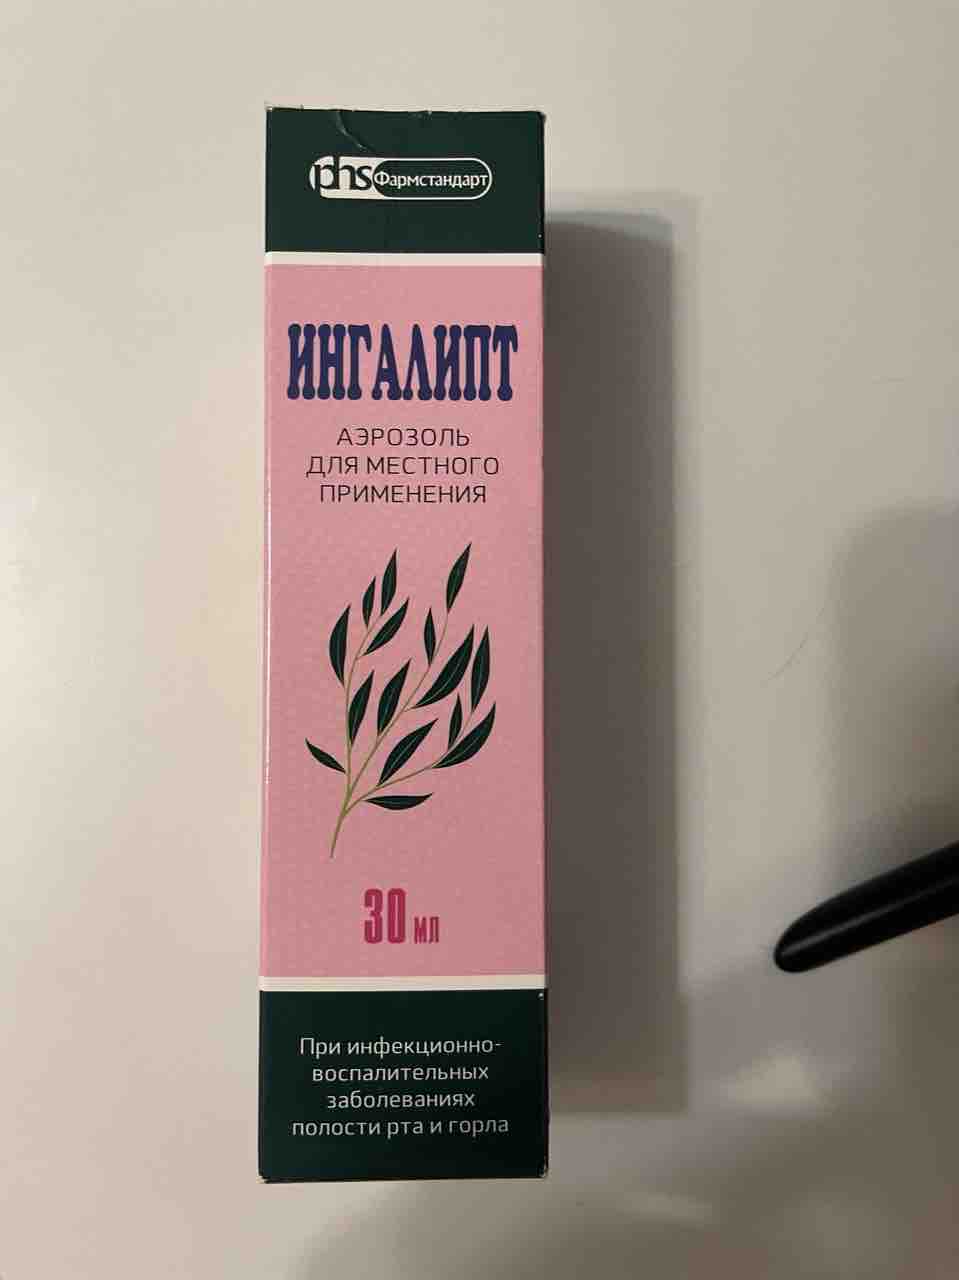 phs Фармстандарт
ИНГАЛИПТ
АЭРОЗОЛЬ
ДЛЯ МЕСТНОГО
ПРИМЕНЕНИЯ
30 мл
При инфекционно-
воспалительных
заболеваниях
полости рта и горла